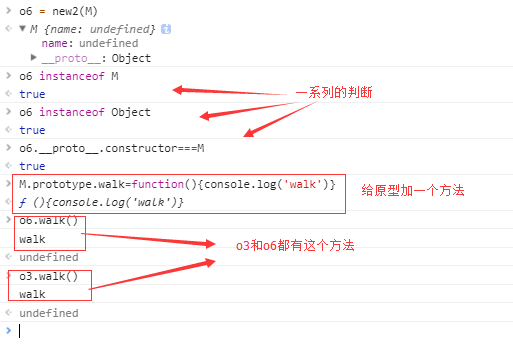 o6 = new2(M)
M {name: undefined} i
name: undefined
__proto__: Object
o6 instanceof M
true
一系列的判断
o6 instanceof Object
true
o6.__proto__.constructor===M
true
M.prototype.walk=function(){console.log('walk')}
给原型加一个方法
ƒ (){console.log('walk')}
o6.walk()
walk
o3和o6都有这个方法
undefined
o3.walk()
walk
undefined